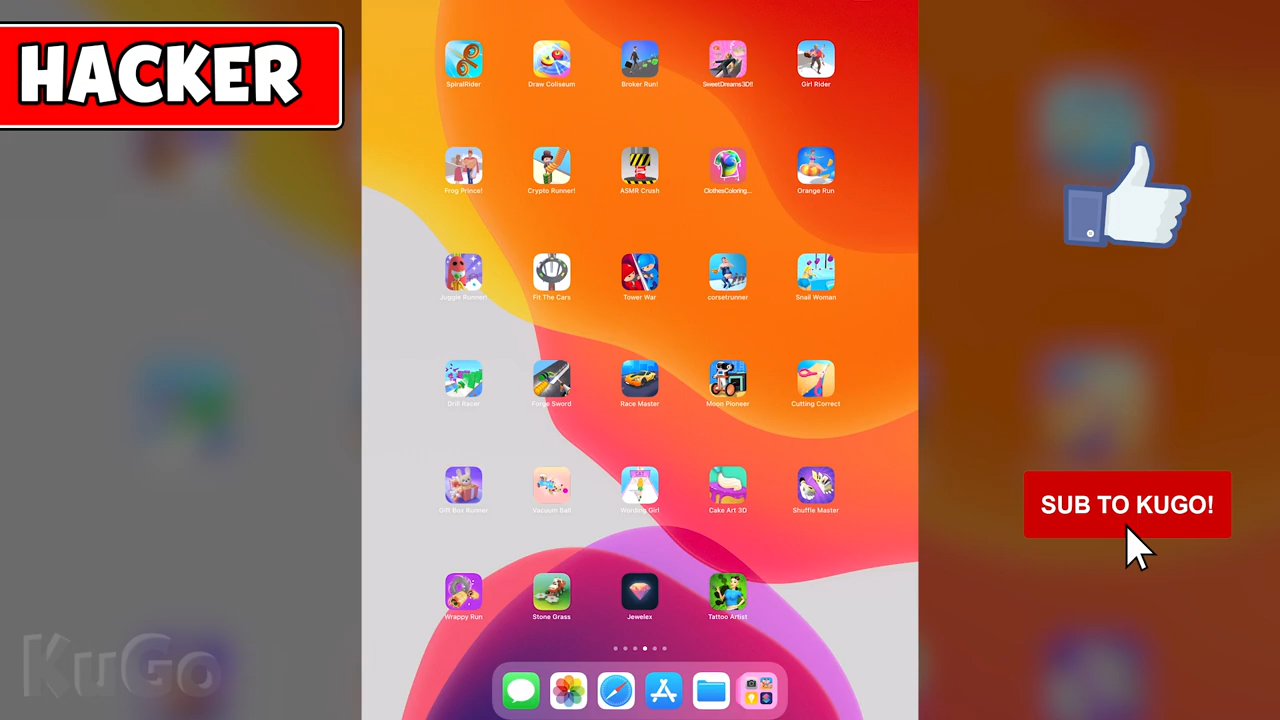 HACKER
SpiralRider
Draw Coliseum
Broker Run!
SweetDreams3D!!
Girl Rider
Frog Prince!
Crypto Runner!
ASMR Crush
ClothesColoring...
Orange Run
Juggle Runner!
Fit The Cars
Tower War
corsetrunner
Snail Woman
Drill Racer
Forge Sword
Race Master
Moon Pioneer
Cutting Correct
SUB TO KUGO!
Gift Box Runner
Vacuum Ball
Wording Girl
Cake Art 3D
Shuffle Master
Wrappy Run
Stone Grass
Jewelex
Tattoo Artist
KuGo